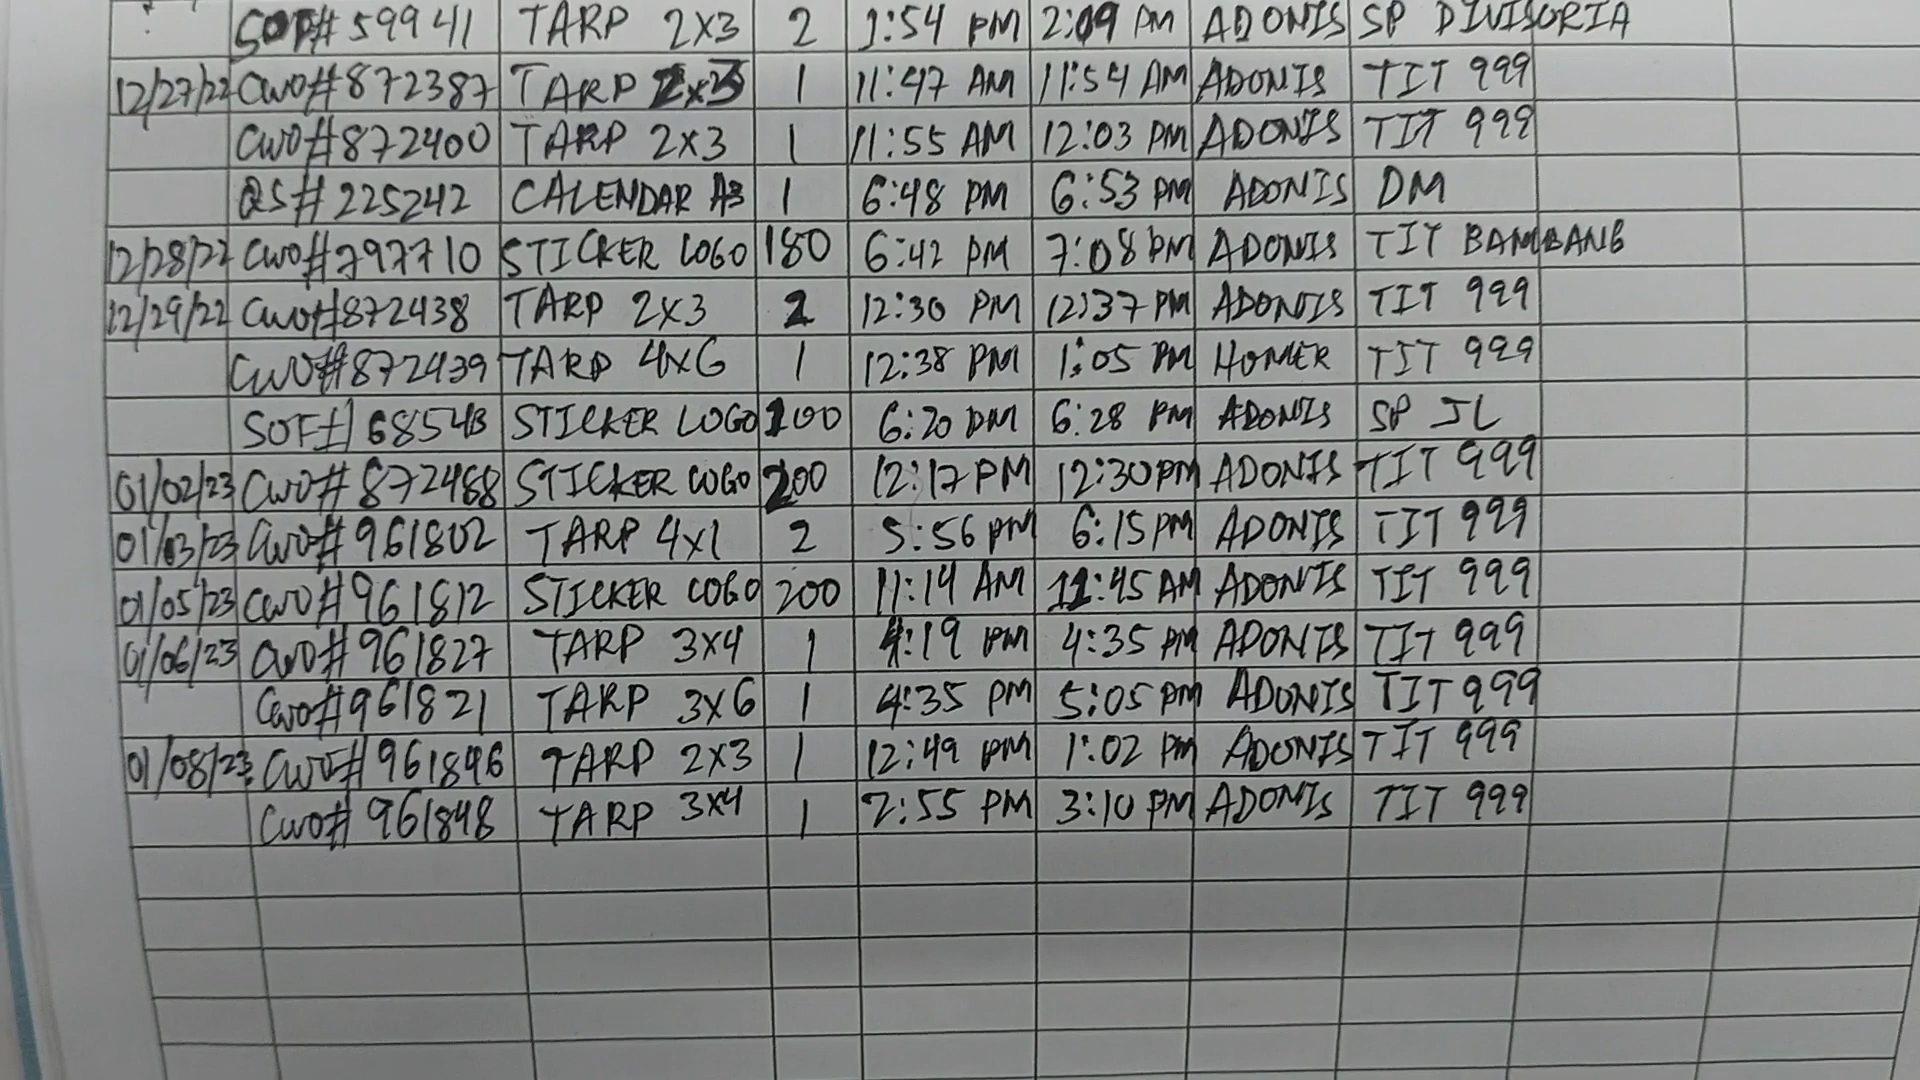 SOF# 59941 TARP 2x3 2 1:54 PM 2:09 PM ADONIS SP DIVISORIA
12/27/22 CWO# 872387 TARP 2x3 1 11:47 AM 11:54 AM ADONIS TIT 999
CWO# 872400 TARP 2x3 1 11:55 AM 12:03 PM ADONIS TIT 999
QS# 225242 CALENDAR A3 1 6:48 PM 6:53 PM ADONIS DM
12/28/22 CWO# 797710 STICKER LOGO 180 6:42 PM 7:08 PM ADONIS TIT BAMBANG
12/29/22 CWO# 872438 TARP 2x3 2 12:30 PM 12:37 PM ADONIS TIT 999
CWO# 872439 TARP 4x6 1 12:38 PM 1:05 PM HOMER TIT 999
SOF# 68543 STICKER LOGO 100 6:20 PM 6:28 PM ADONIS SP JL
01/02/23 CWO# 872468 STICKER LOGO 200 12:17 PM 12:30 PM ADONIS TIT 999
01/03/23 CWO# 961802 TARP 4x1 2 5:56 PM 6:15 PM ADONIS TIT 999
01/05/23 CWO# 961812 STICKER LOGO 200 11:14 AM 11:45 AM ADONIS TIT 999
01/06/23 CWO# 961827 TARP 3x4 1 4:19 PM 4:35 PM ADONIS TIT 999
CWO# 961821 TARP 3x6 1 4:35 PM 5:05 PM ADONIS TIT 999
01/08/23 CWO# 961846 TARP 2x3 1 12:49 PM 1:02 PM ADONIS TIT 999
CWO# 961848 TARP 3x4 1 2:55 PM 3:10 PM ADONIS TIT 999